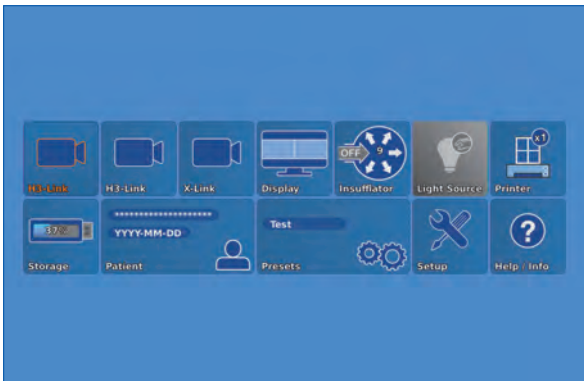 OFF
9
x1
H3-Link
H3-Link
X-Link
Display
Insufflator
Light Source
Printer
********************
YYYY-MM-DD
Test
Storage
Patient
Presets
Setup
?
Help / Info